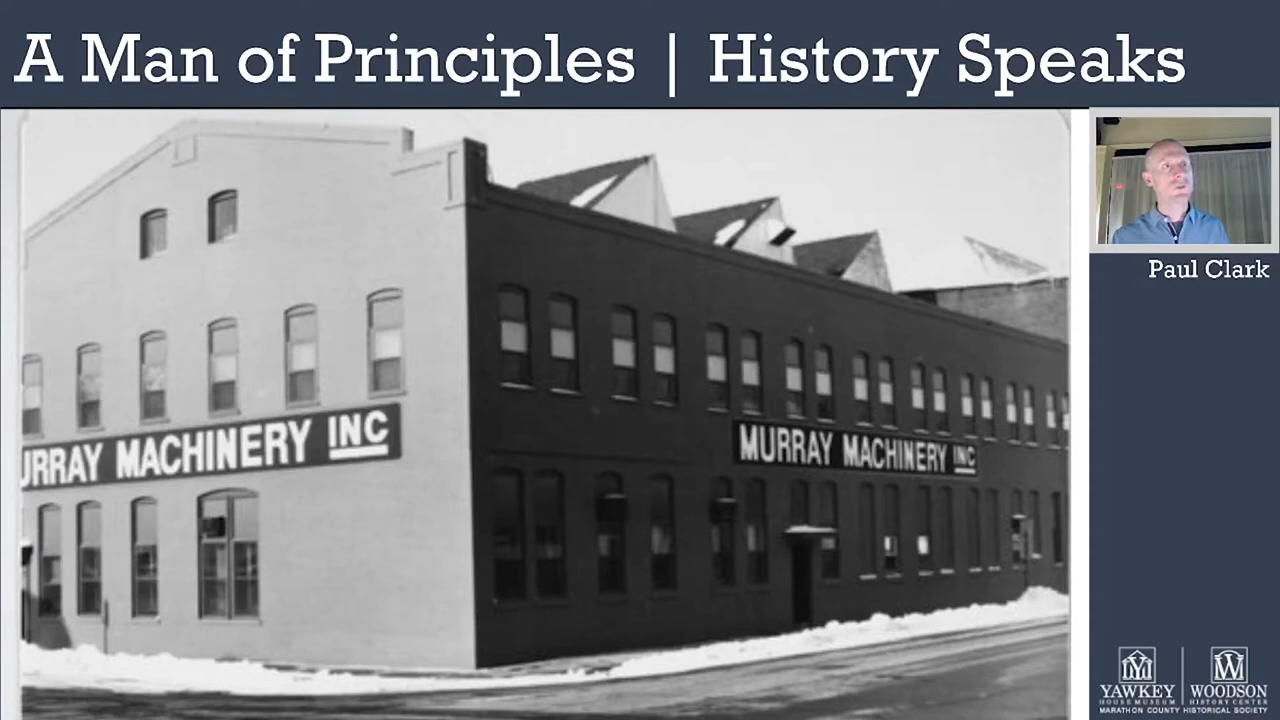 A Man of Principles | History Speaks
URRAY MACHINERY INC
MURRAY MACHINERY INC
Paul Clark
YAWKEY
HOUSE MUSEUM
WOODSON
HISTORY CENTER
MARATHON COUNTY HISTORICAL SOCIETY